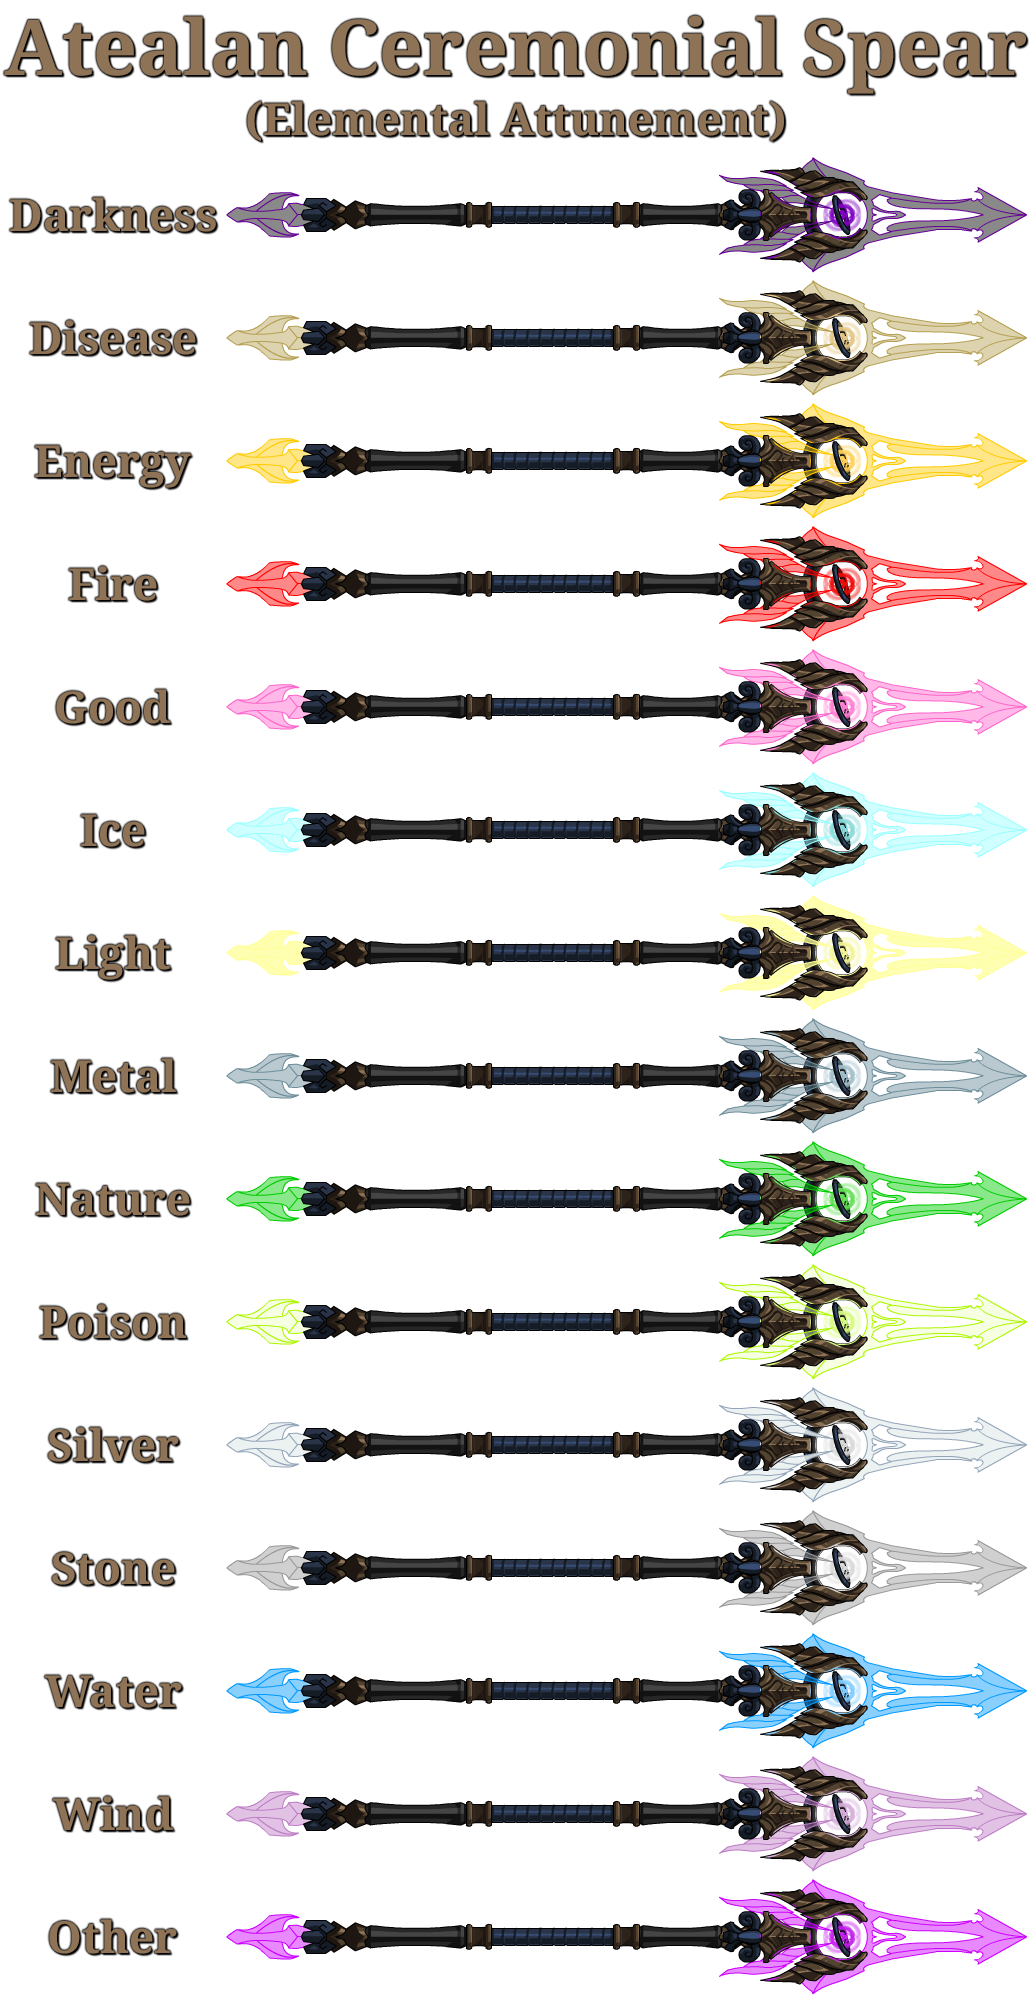 Atealan Ceremonial Spear
(Elemental Attunement)
Darkness
Disease
Energy
Fire
Good
Ice
Light
Metal
Nature
Poison
Silver
Stone
Water
Wind
Other